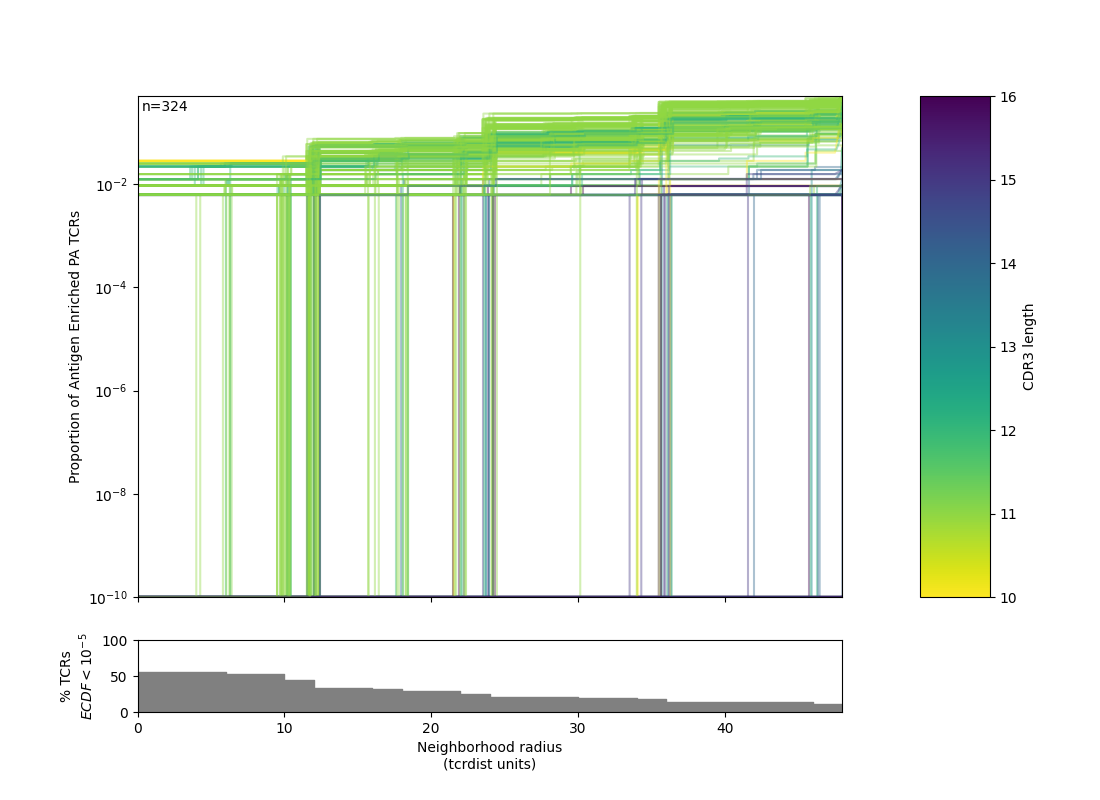 n=324
Proportion of Antigen Enriched PA TCRs
10⁻²
10⁻⁴
10⁻⁶
10⁻⁸
10⁻¹⁰
16
15
14
13
12
11
10
CDR3 length
% TCRs
ECDF < 10⁻⁵
100
50
0
0 10 20 30 40
Neighborhood radius
(tcrdist units)